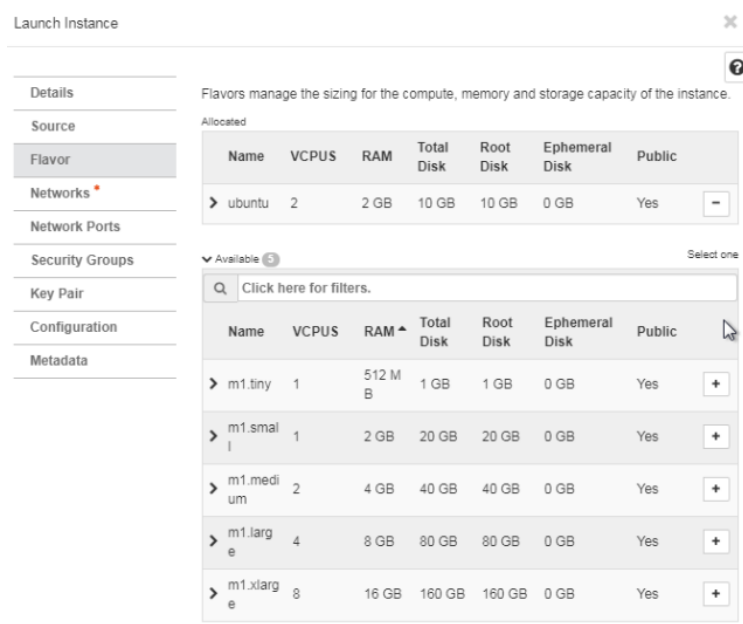 Launch Instance
Details
Source
Flavor
Networks *
Network Ports
Security Groups
Key Pair
Configuration
Metadata
Flavors manage the sizing for the compute, memory and storage capacity of the instance.
Allocated
Name VCPUS RAM Total Disk Root Disk Ephemeral Disk Public
ubuntu 2 2 GB 10 GB 10 GB 0 GB Yes
Available 5 Select one
Click here for filters.
Name VCPUS RAM Total Disk Root Disk Ephemeral Disk Public
m1.tiny 1 512 MB 1 GB 1 GB 0 GB Yes
m1.small 1 2 GB 20 GB 20 GB 0 GB Yes
m1.medium 2 4 GB 40 GB 40 GB 0 GB Yes
m1.large 4 8 GB 80 GB 80 GB 0 GB Yes
m1.xlarge 8 16 GB 160 GB 160 GB 0 GB Yes